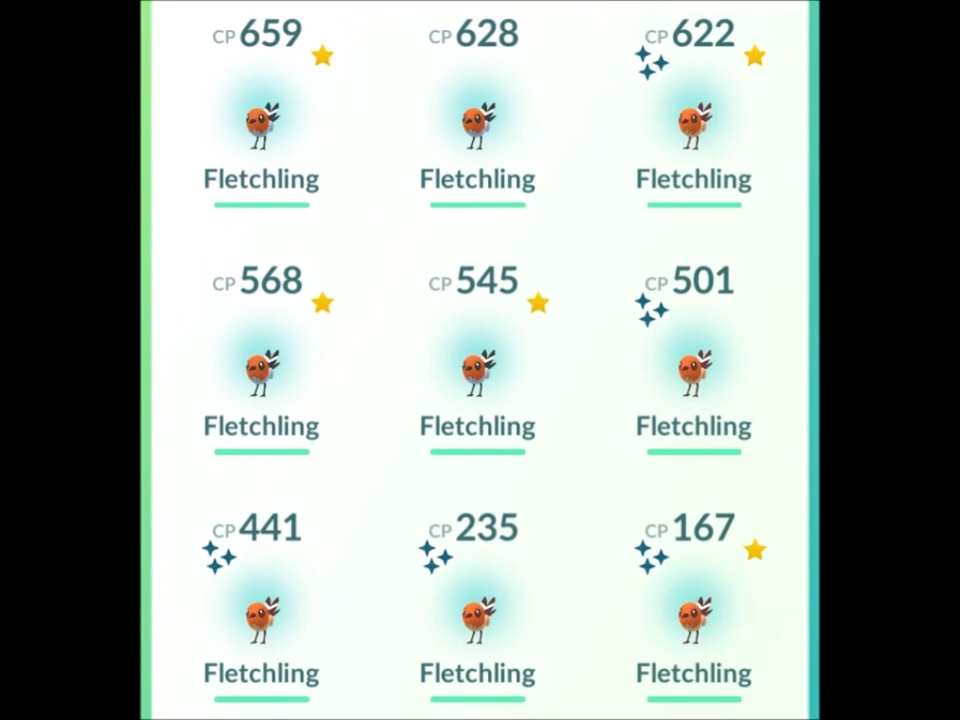 CP 659 CP 628 CP 622
Fletchling Fletchling Fletchling
CP 568 CP 545 CP 501
Fletchling Fletchling Fletchling
CP 441 CP 235 CP 167
Fletchling Fletchling Fletchling